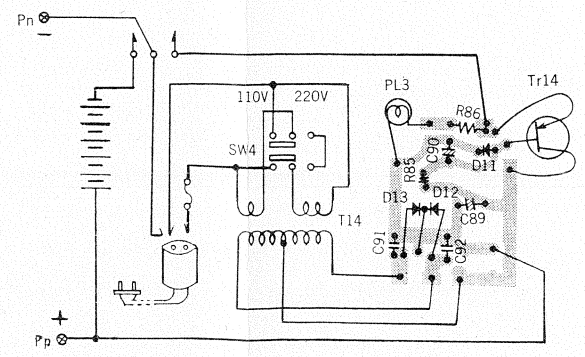 Pn
−
110V
220V
SW4
PL3
Tr14
R86
C90
D11
R85
D13
D12
C89
T14
C91
C92
+
Pp